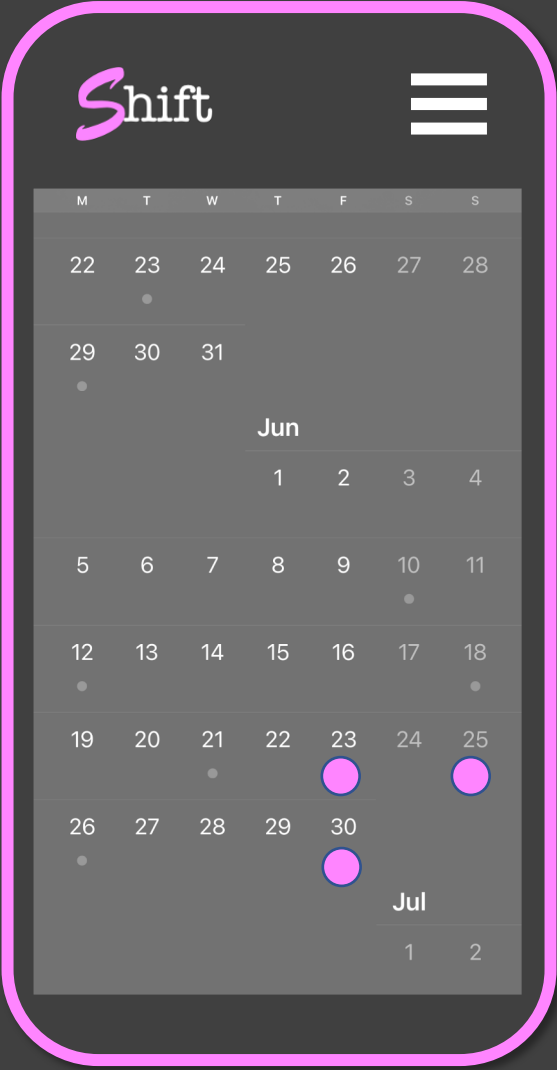 Shift
M T W T F S S
22 23 24 25 26 27 28
29 30 31
Jun
1 2 3 4
5 6 7 8 9 10 11
12 13 14 15 16 17 18
19 20 21 22 23 24 25
26 27 28 29 30
Jul
1 2